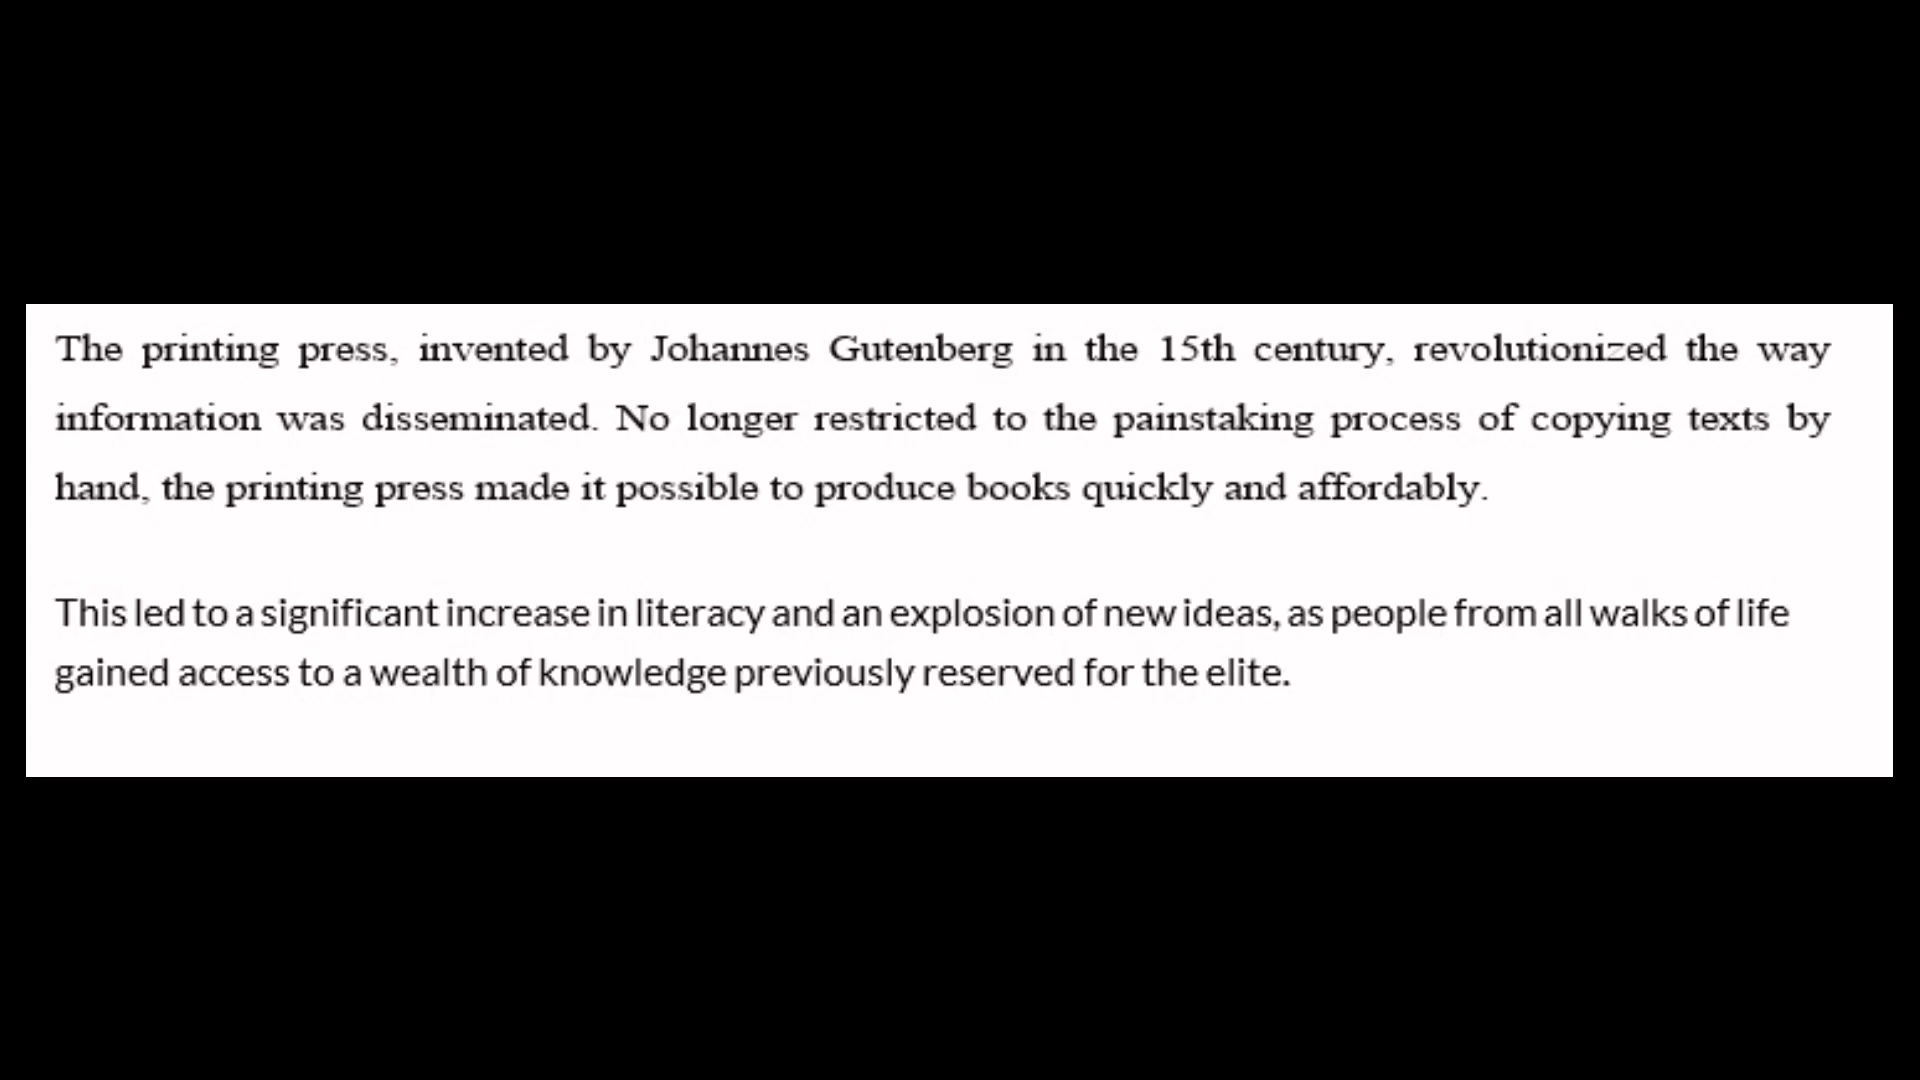 The printing press, invented by Johannes Gutenberg in the 15th century, revolutionized the way
information was disseminated. No longer restricted to the painstaking process of copying texts by
hand, the printing press made it possible to produce books quickly and affordably.
This led to a significant increase in literacy and an explosion of new ideas, as people from all walks of life
gained access to a wealth of knowledge previously reserved for the elite.